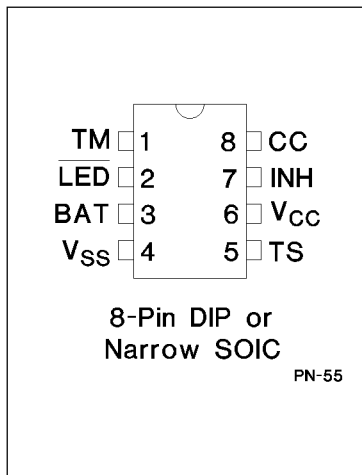 TM 1 8 CC
LED 2 7 INH
BAT 3 6 VCC
VSS 4 5 TS
8-Pin DIP or
Narrow SOIC
PN-55